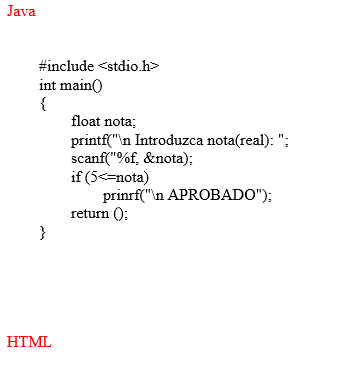 Java
#include <stdio.h>
int main()
{
float nota;
printf("\n Introduzca nota(real): ";
scanf("%f, &nota);
if (5<=nota)
prinrf("\n APROBADO");
return ();
}
HTML